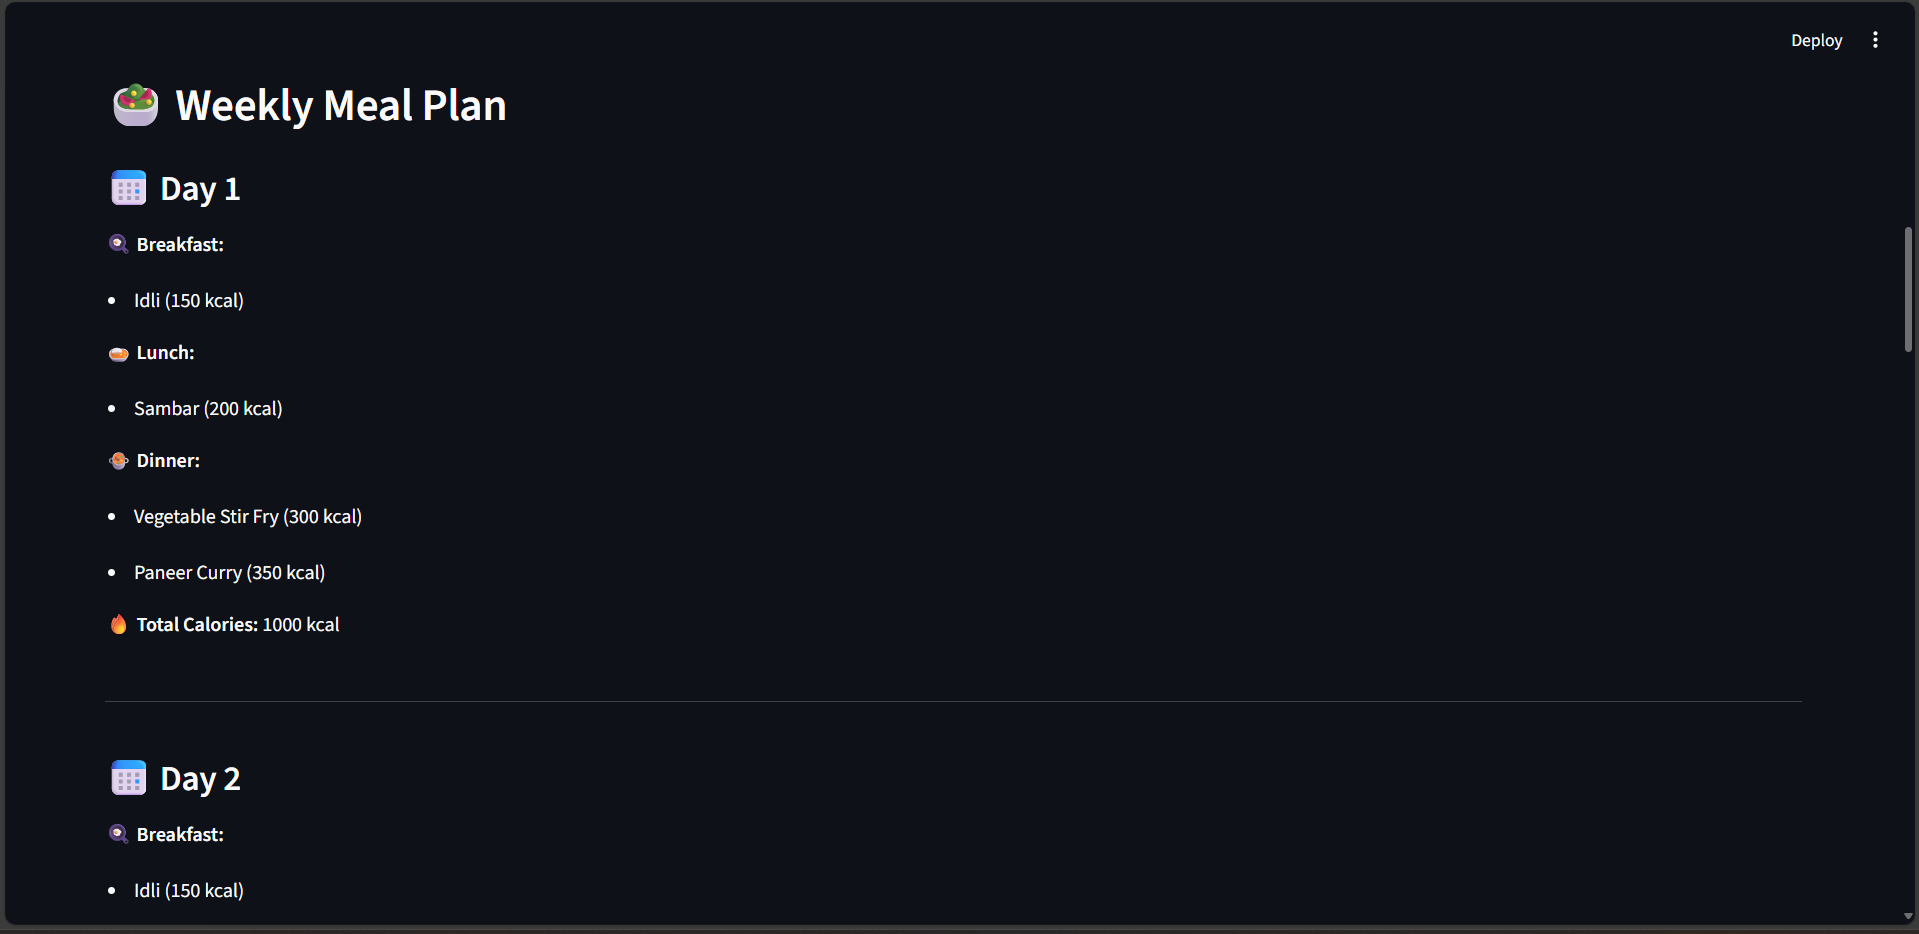 Deploy
Weekly Meal Plan
Day 1
Breakfast:
Idli (150 kcal)
Lunch:
Sambar (200 kcal)
Dinner:
Vegetable Stir Fry (300 kcal)
Paneer Curry (350 kcal)
Total Calories: 1000 kcal
Day 2
Breakfast:
Idli (150 kcal)